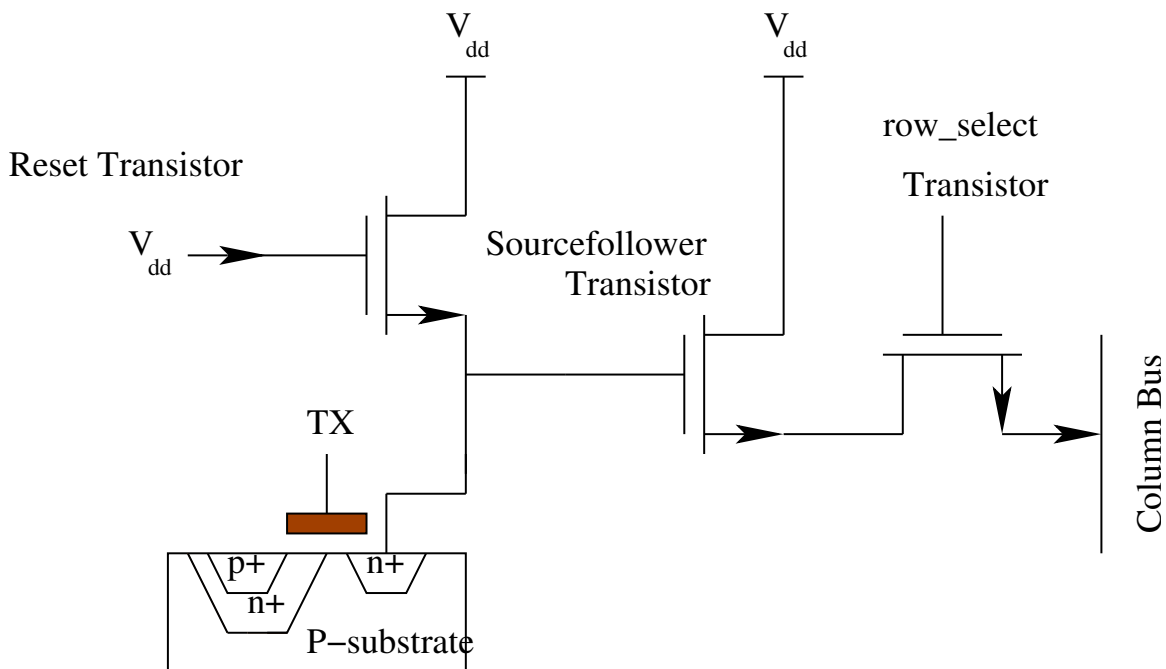 V
dd
V
dd
row_select
Reset Transistor
Transistor
V
dd
Sourcefollower
Transistor
TX
Column Bus
p+
n+
n+
P−substrate